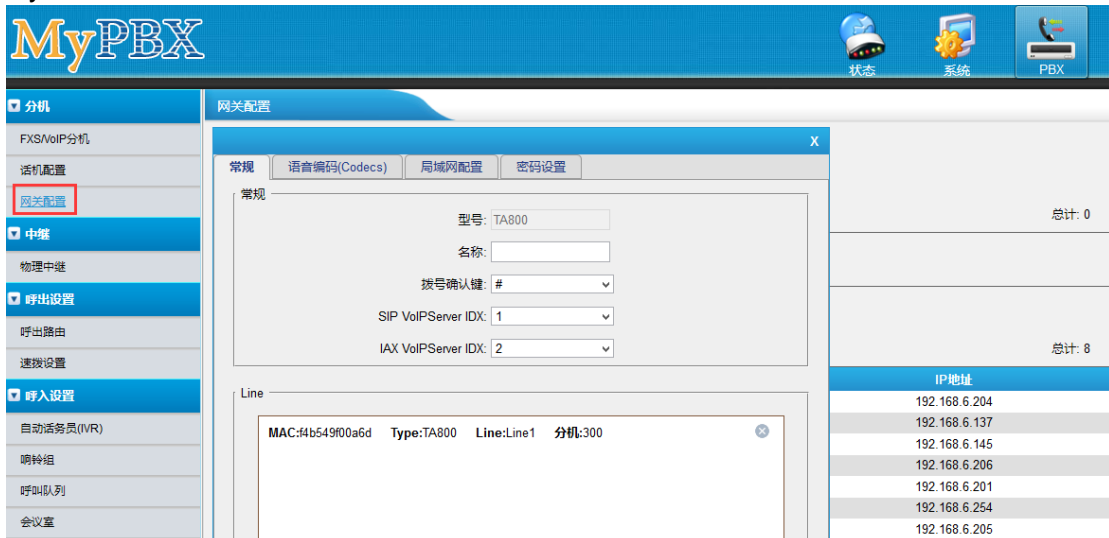 MyPBX
状态
系统
PBX
分机
FXS/VoIP分机
话机配置
网关配置
中继
物理中继
呼出设置
呼出路由
速拨设置
呼入设置
自动话务员(IVR)
响铃组
呼叫队列
会议室
网关配置
X
常规
语音编码(Codecs)
局域网配置
密码设置
常规
型号: TA800
名称:
拨号确认键: #
SIP VoIPServer IDX: 1
IAX VoIPServer IDX: 2
Line
MAC:f4b549f00a6d Type:TA800 Line:Line1 分机:300
总计: 0
总计: 8
IP地址
192.168.6.204
192.168.6.137
192.168.6.145
192.168.6.206
192.168.6.201
192.168.6.254
192.168.6.205